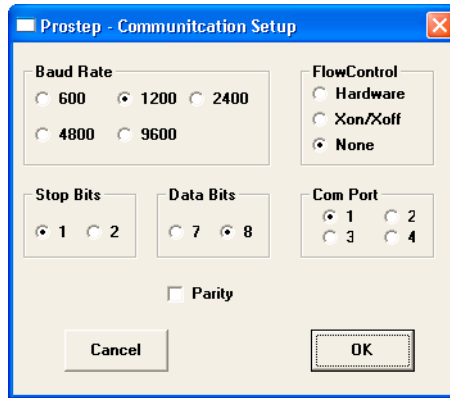 Prostep - Communitcation Setup
Baud Rate
600 1200 2400
4800 9600
FlowControl
Hardware
Xon/Xoff
None
Stop Bits
1 2
Data Bits
7 8
Com Port
1 2
3 4
Parity
Cancel
OK